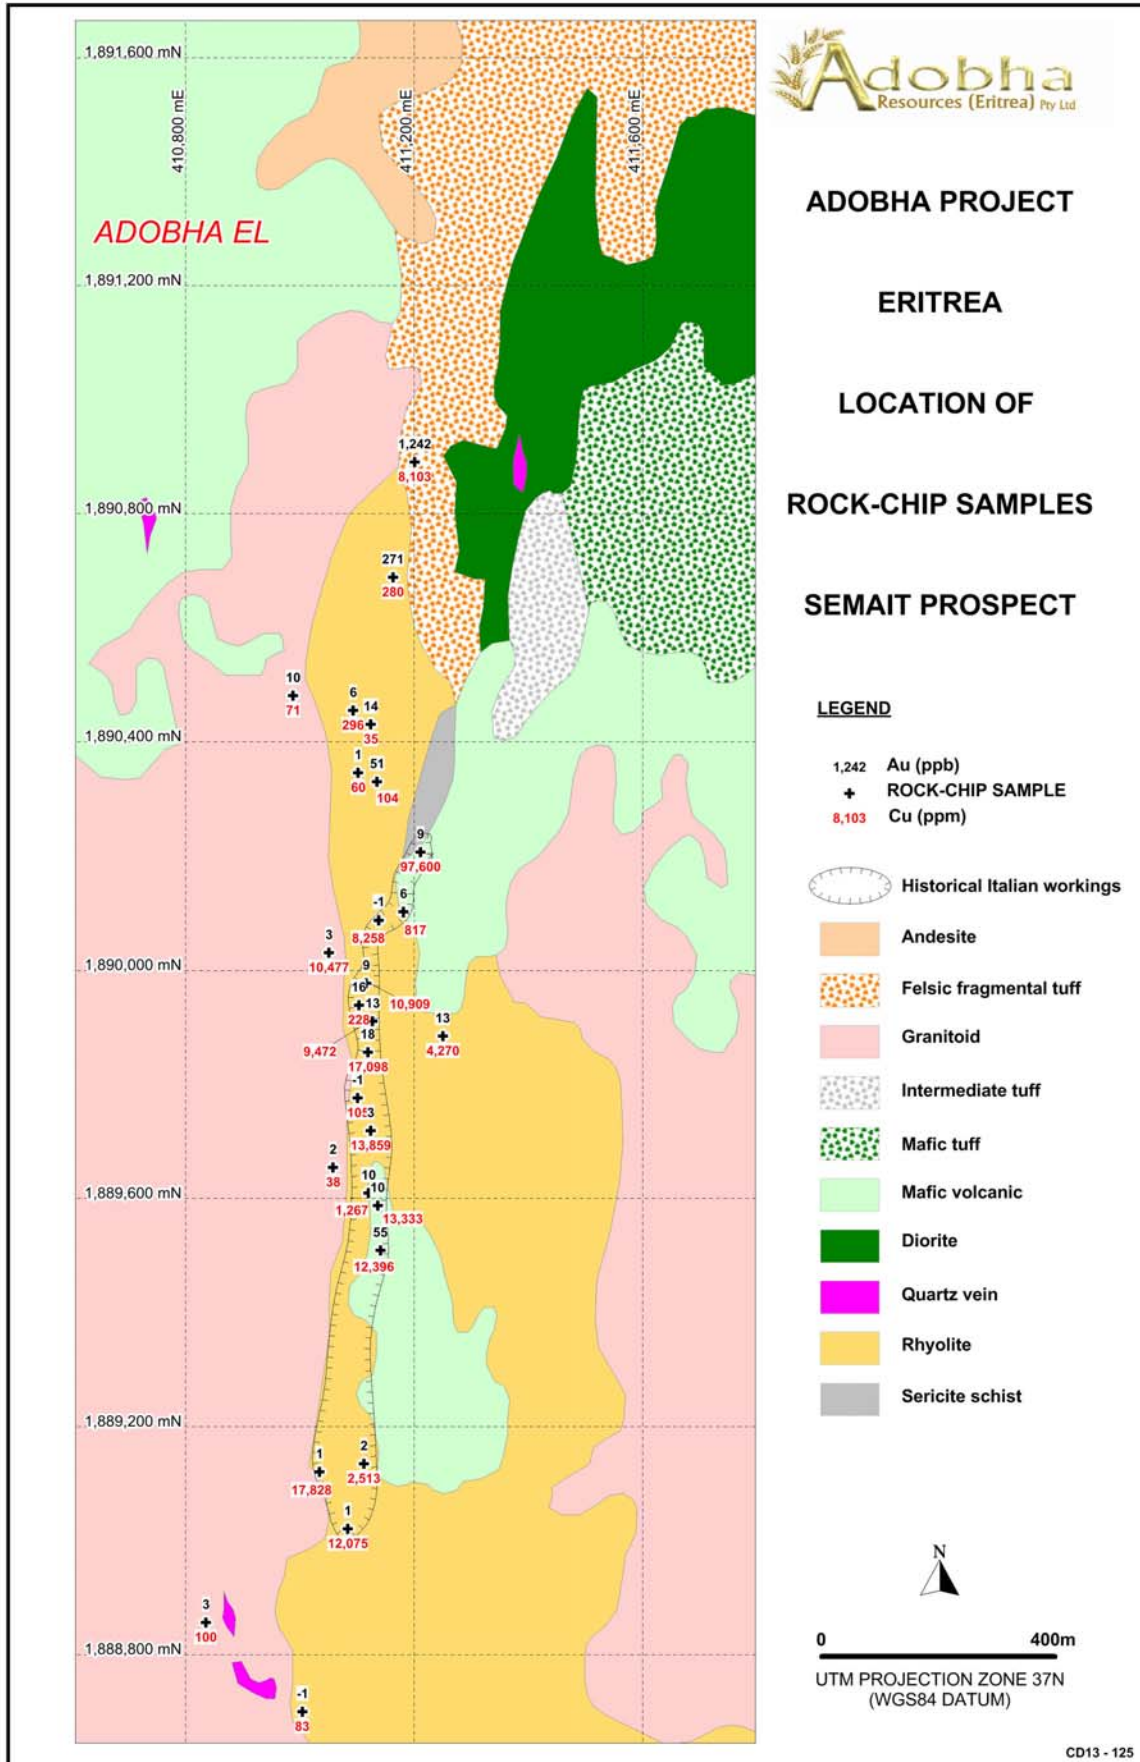 1,891,600 mN
410,800 mE
411,200 mE
411,600 mE
ADOBHA EL
1,891,200 mN
1,242
8,103
1,890,800 mN
271
280
10
71
6
296
14
35
1,890,400 mN
1
60
51
104
9
97,600
6
817
-1
8,258
3
10,477
1,890,000 mN
9
10,909
16
228
13
9,472
13
4,270
18
17,098
-1
105
3
13,859
2
38
1,889,600 mN
10
1,267
10
13,333
55
12,396
1,889,200 mN
1
17,828
2
2,513
1
12,075
3
100
1,888,800 mN
-1
83
Adobha
Resources (Eritrea) Pty Ltd
ADOBHA PROJECT
ERITREA
LOCATION OF
ROCK-CHIP SAMPLES
SEMAIT PROSPECT
LEGEND
1,242 Au (ppb)
ROCK-CHIP SAMPLE
8,103 Cu (ppm)
Historical Italian workings
Andesite
Felsic fragmental tuff
Granitoid
Intermediate tuff
Mafic tuff
Mafic volcanic
Diorite
Quartz vein
Rhyolite
Sericite schist
N
0 400m
UTM PROJECTION ZONE 37N
(WGS84 DATUM)
CD13 - 125